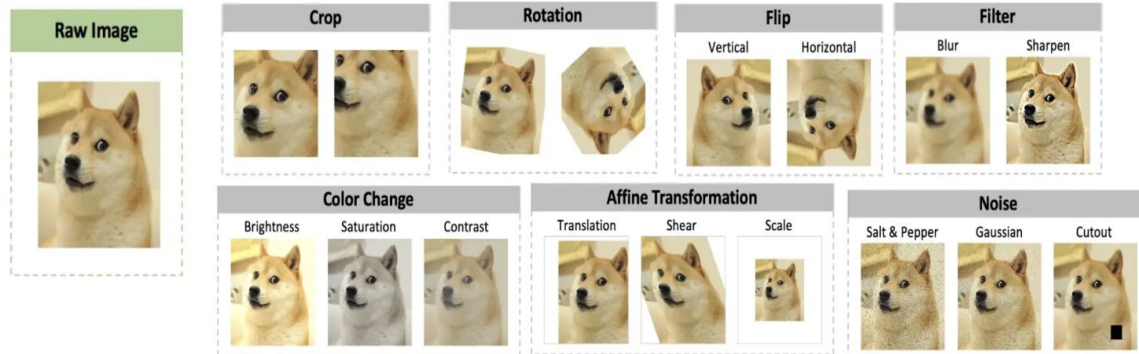 Raw Image
Crop
Rotation
Flip
Vertical Horizontal
Filter
Blur Sharpen
Color Change
Brightness Saturation Contrast
Affine Transformation
Translation Shear Scale
Noise
Salt & Pepper Gaussian Cutout